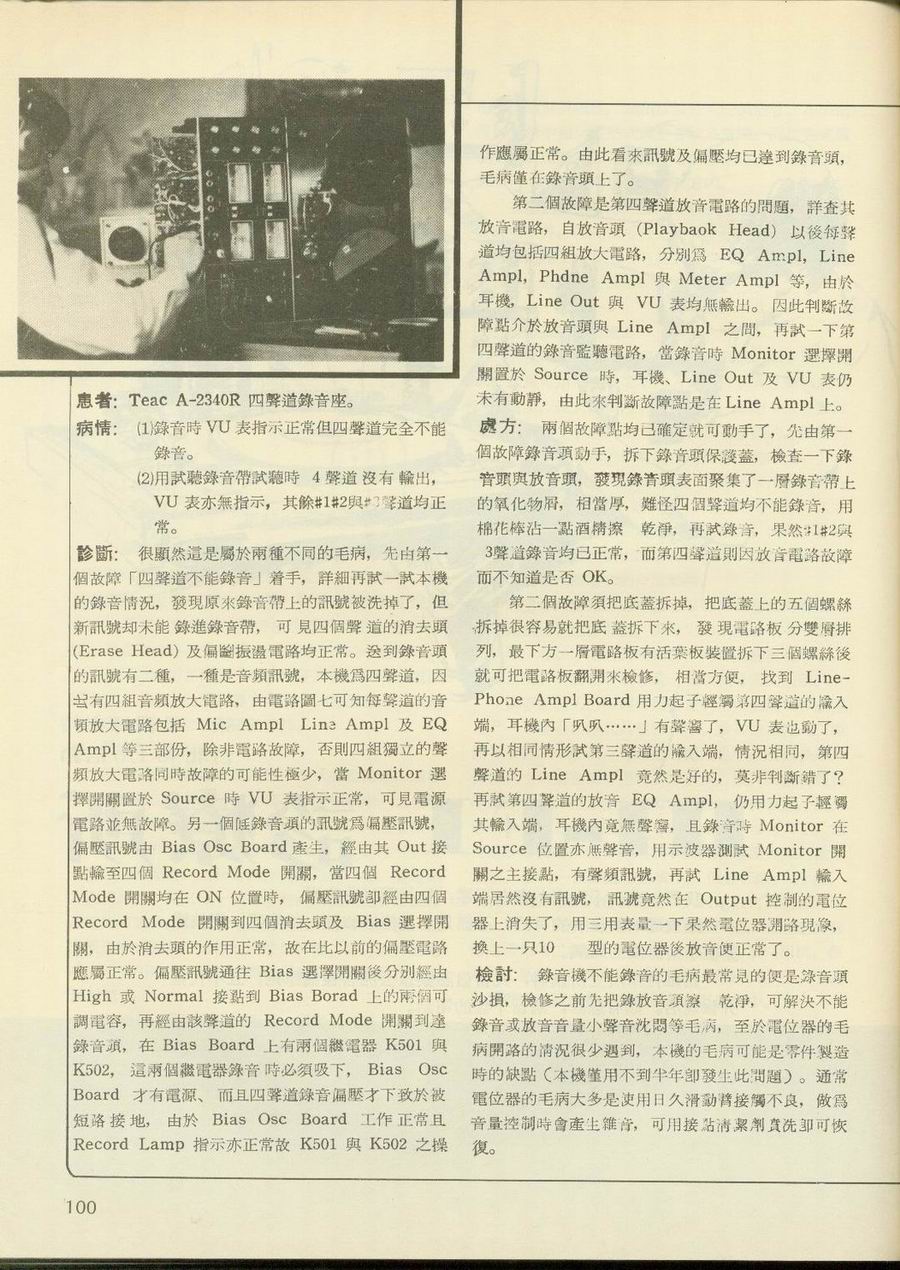 患者: Teac A-2340R 四聲道錄音座。
病情: (1)錄音時 VU 表指示正常但四聲道完全不能
錄音。
(2)用試聽錄音帶試聽時 4 聲道沒有輸出，
VU 表亦無指示，其餘#1#2與#3聲道均正
常。
診斷: 很顯然這是屬於兩種不同的毛病，先由第一
個故障「四聲道不能錄音」着手，詳細再試一試本機
的錄音情況，發現原來錄音帶上的訊號被洗掉了，但
新訊號却未能錄進錄音帶，可見四個聲道的消去頭
(Erase Head) 及偏壓振盪電路均正常。送到錄音頭
的訊號有二種，一種是音頻訊號，本機爲四聲道，因
有四組音頻放大電路，由電路圖七可知每聲道的音
頻放大電路包括 Mic Ampl Line Ampl 及 EQ
Ampl 等三部份，除非電路故障，否則四組獨立的聲
頻放大電路同時故障的可能性極少，當 Monitor 選
擇開關置於 Source 時 VU 表指示正常，可見電源
電路並無故障。另一個送錄音頭的訊號爲偏壓訊號，
偏壓訊號由 Bias Osc Board 產生，經由其 Out 接
點輸至四個 Record Mode 開關，當四個 Record
Mode 開關均在 ON 位置時，偏壓訊號卽經由四個
Record Mode 開關到四個消去頭及 Bias 選擇開
關，由於消去頭的作用正常，故在比以前的偏壓電路
應屬正常。偏壓訊號通往 Bias 選擇開關後分別經由
High 或 Normal 接點到 Bias Borad 上的兩個可
調電容，再經由該聲道的 Record Mode 開關到達
錄音頭，在 Bias Board 上有兩個繼電器 K501 與
K502，這兩個繼電器錄音時必須吸下，Bias Osc
Board 才有電源、而且四聲道錄音偏壓才下致於被
短路接地，由於 Bias Osc Board 工作正常且
Record Lamp 指示亦正常故 K501 與 K502 之操
作應屬正常。由此看來訊號及偏壓均已達到錄音頭，
毛病僅在錄音頭上了。
第二個故障是第四聲道放音電路的問題，詳查其
放音電路，自放音頭 (Playbaok Head) 以後每聲
道均包括四組放大電路，分別爲 EQ Ampl, Line
Ampl, Phdne Ampl 與 Meter Ampl 等，由於
耳機，Line Out 與 VU 表均無輸出。因此判斷故
障點介於放音頭與 Line Ampl 之間，再試一下第
四聲道的錄音監聽電路，當錄音時 Monitor 選擇開
關置於 Source 時，耳機、Line Out 及 VU 表仍
未有動靜，由此來判斷故障點是在 Line Ampl 上。
處方: 兩個故障點均已確定就可動手了，先由第一
個故障錄音頭動手，拆下錄音頭保護蓋，檢查一下錄
音頭與放音頭，發現錄音頭表面聚集了一層錄音帶上
的氧化物屑，相當厚，難怪四個聲道均不能錄音，用
棉花棒沾一點酒精擦 乾淨，再試錄音，果然#1#2與
3聲道錄音均已正常，而第四聲道則因放音電路故障
而不知道是否 OK。
第二個故障須把底蓋拆掉，把底蓋上的五個螺絲
拆掉很容易就把底蓋拆下來，發現電路板分雙層排
列，最下方一層電路板有活葉板裝置拆下三個螺絲後
就可把電路板翻開來檢修，相當方便，找到 Line-
Phone Ampl Board 用力起子輕觸第四聲道的輸入
端，耳機內「叭叭……」有聲響了，VU 表也動了，
再以相同情形試第三聲道的輸入端，情況相同，第四
聲道的 Line Ampl 竟然是好的，莫非判斷錯了？
再試第四聲道的放音 EQ Ampl，仍用力起子輕觸
其輸入端，耳機內竟無聲響，且錄音時 Monitor 在
Source 位置亦無聲音，用示波器測試 Monitor 開
關之主接點，有聲頻訊號，再試 Line Ampl 輸入
端居然沒有訊號，訊號竟然在 Output 控制的電位
器上消失了，用三用表量一下果然電位器開路現象，
換上一只10 型的電位器後放音便正常了。
檢討: 錄音機不能錄音的毛病最常見的便是錄音頭
沙損，檢修之前先把錄放音頭擦 乾淨，可解決不能
錄音或放音音量小聲音沈悶等毛病，至於電位器的毛
病開路的情況很少遇到，本機的毛病可能是零件製造
時的缺點（本機僅用不到半年卽發生此問題）。通常
電位器的毛病大多是使用日久滑動臂接觸不良，做爲
音量控制時會產生雜音，可用接點清潔劑噴洗卽可恢
復。
100